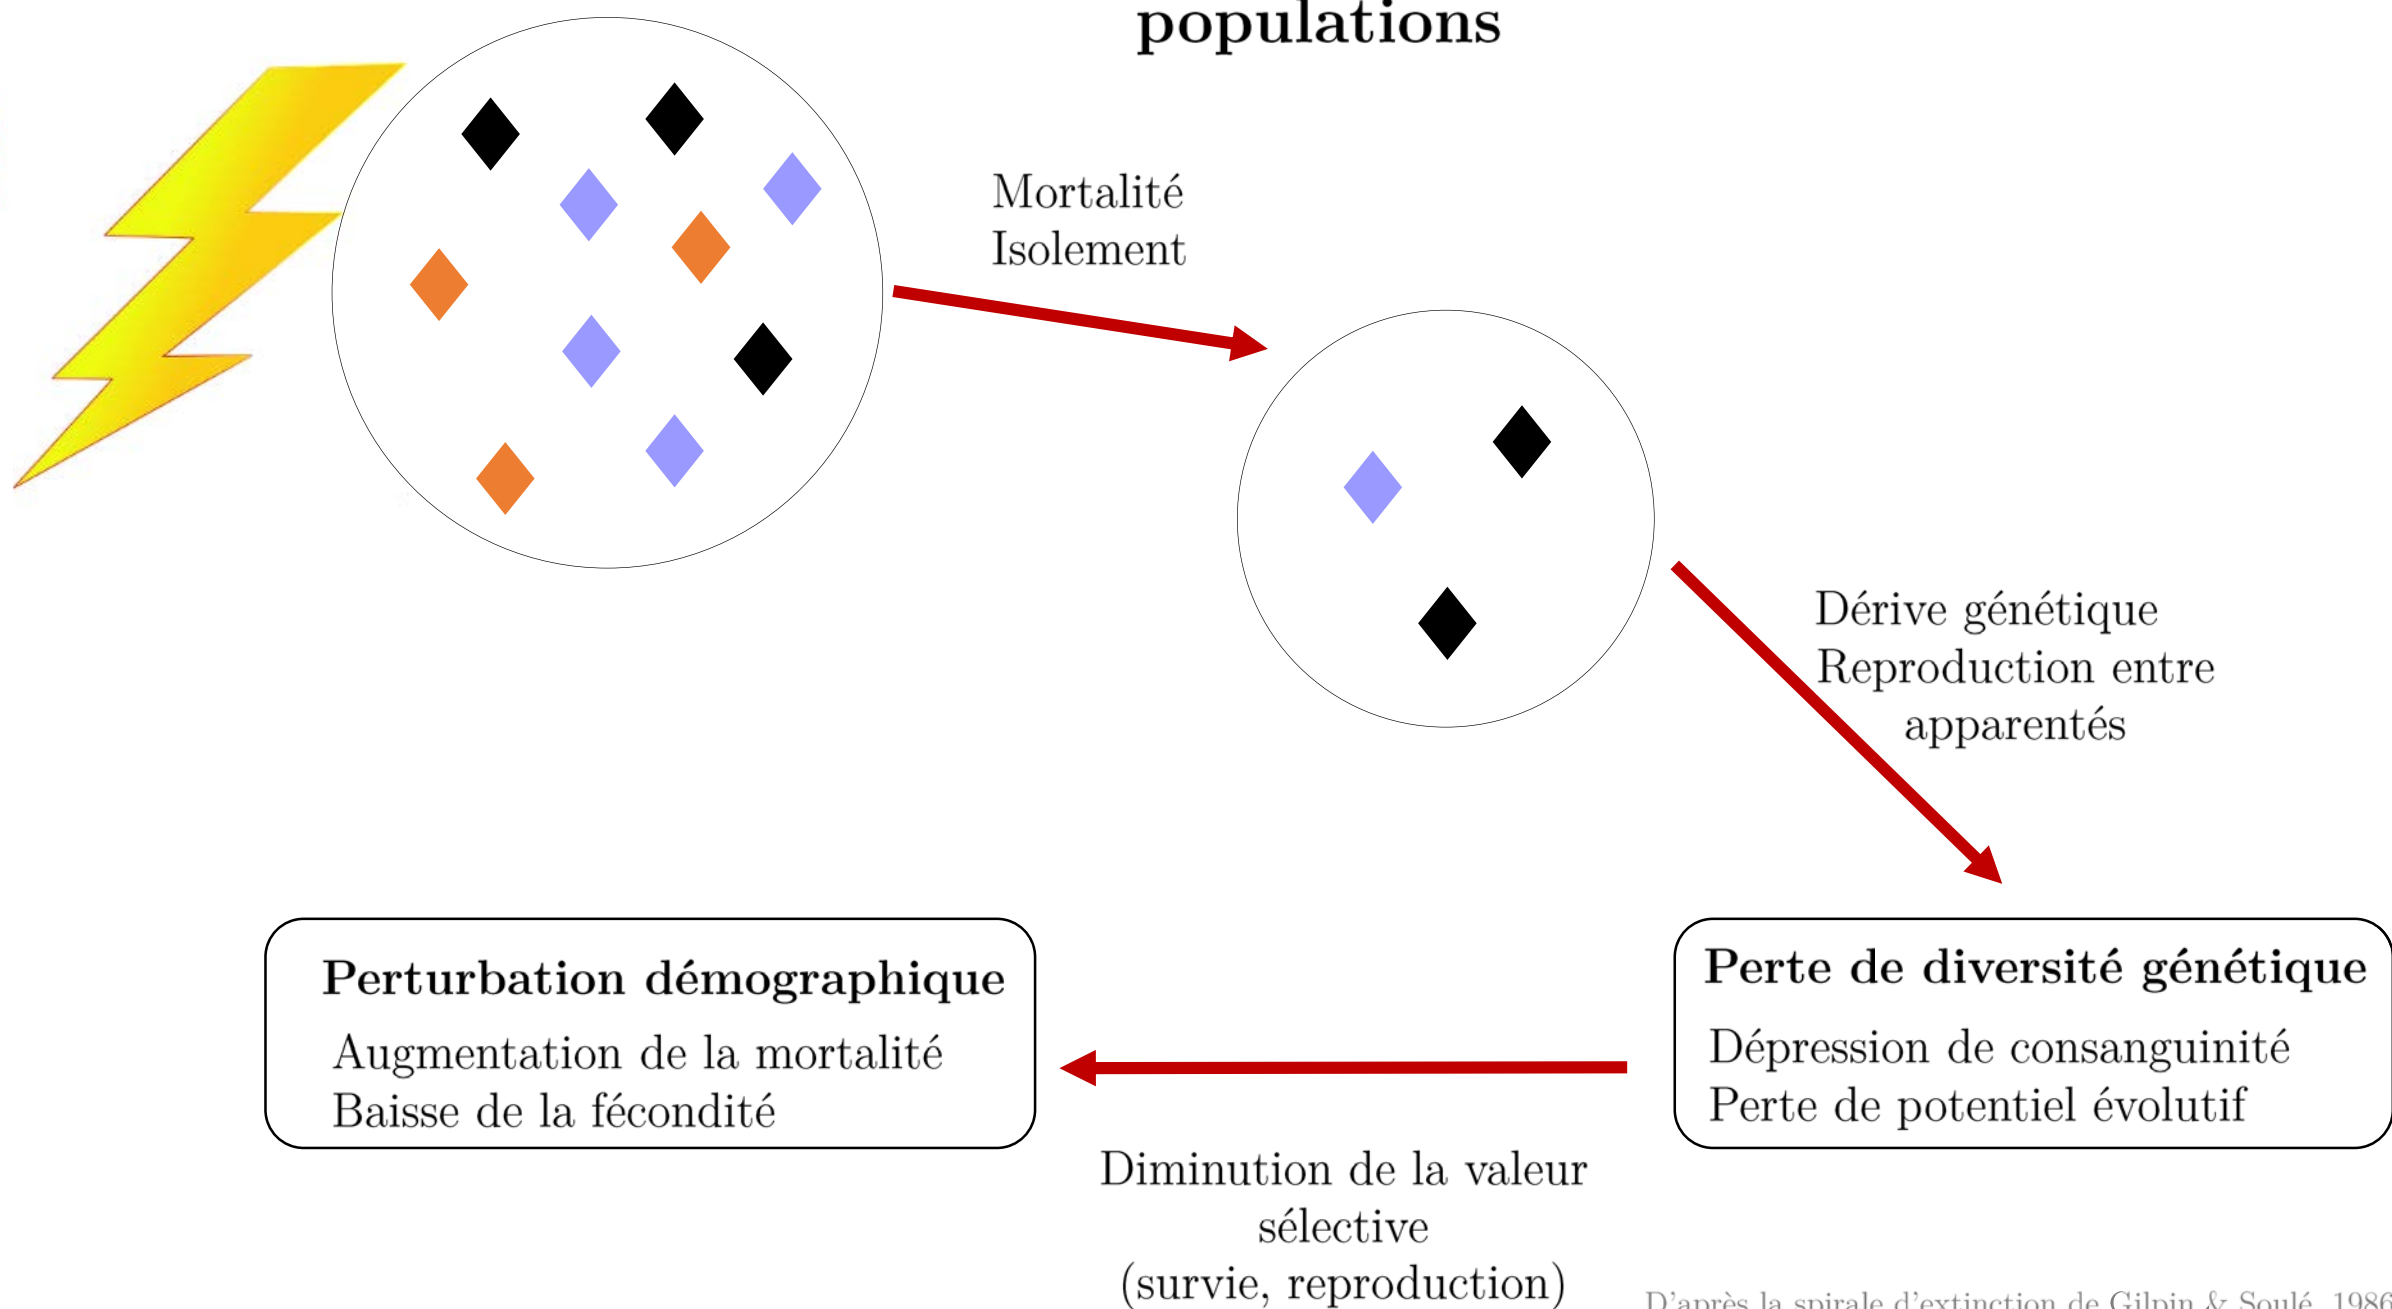 populations
Mortalité
Isolement
Dérive génétique
Reproduction entre
apparentés
Perte de diversité génétique
Dépression de consanguinité
Perte de potentiel évolutif
Diminution de la valeur
sélective
(survie, reproduction)
Perturbation démographique
Augmentation de la mortalité
Baisse de la fécondité
D'après la spirale d'extinction de Gilpin & Soulé, 1986